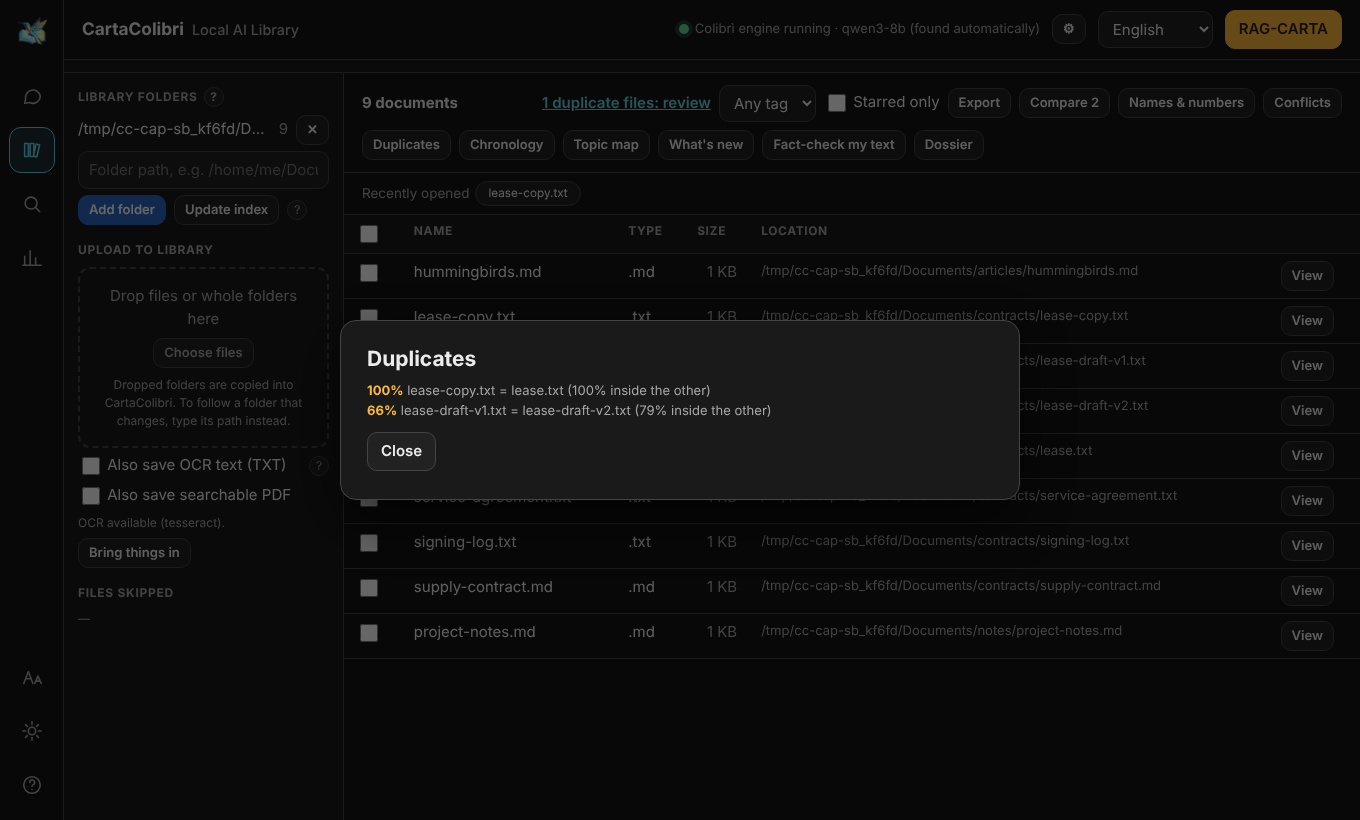 CartaColibri Local AI Library
Colibrì engine running · qwen3-8b (found automatically)
English
RAG-CARTA
LIBRARY FOLDERS ?
/tmp/cc-cap-sb_kf6fd/D... 9 ×
Folder path, e.g. /home/me/Docu
Add folder
Update index
?
UPLOAD TO LIBRARY
Drop files or whole folders
here
Choose files
Dropped folders are copied into
CartaColibri. To follow a folder that
changes, type its path instead.
Also save OCR text (TXT) ?
Also save searchable PDF
OCR available (tesseract).
Bring things in
FILES SKIPPED
—
AA
9 documents
1 duplicate files: review
Any tag
Starred only
Export
Compare 2
Names & numbers
Conflicts
Duplicates
Chronology
Topic map
What's new
Fact-check my text
Dossier
Recently opened lease-copy.txt
NAME TYPE SIZE LOCATION
hummingbirds.md .md 1 KB /tmp/cc-cap-sb_kf6fd/Documents/articles/hummingbirds.md View
lease-copy.txt .txt 1 KB /tmp/cc-cap-sb_kf6fd/Documents/contracts/lease-copy.txt View
cts/lease-draft-v1.txt View
cts/lease-draft-v2.txt View
cts/lease.txt View
service-agreement.txt .txt 1 KB racts/service-agreement.txt View
signing-log.txt .txt 1 KB /tmp/cc-cap-sb_kf6fd/Documents/contracts/signing-log.txt View
supply-contract.md .md 1 KB /tmp/cc-cap-sb_kf6fd/Documents/contracts/supply-contract.md View
project-notes.md .md 1 KB /tmp/cc-cap-sb_kf6fd/Documents/notes/project-notes.md View
Duplicates
100% lease-copy.txt = lease.txt (100% inside the other)
66% lease-draft-v1.txt = lease-draft-v2.txt (79% inside the other)
Close